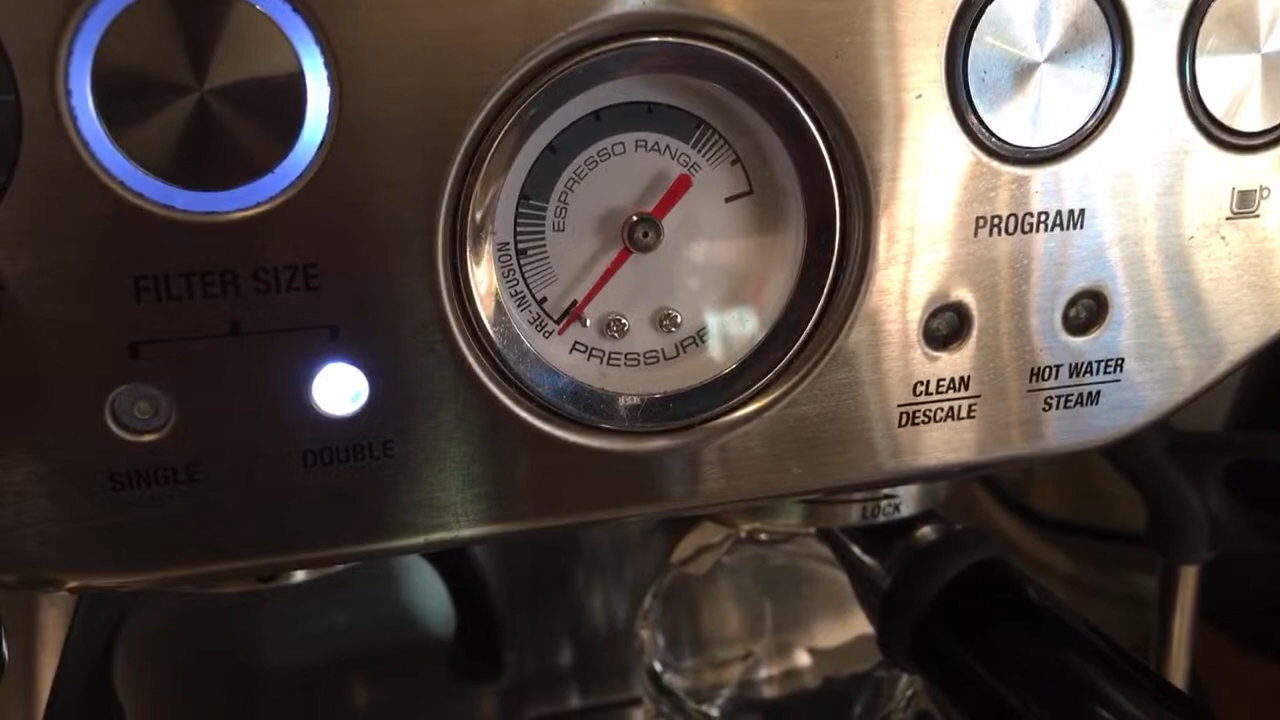 FILTER SIZE
SINGLE
DOUBLE
ESPRESSO RANGE
PRE-INFUSION
PRESSURE
PROGRAM
CLEAN
DESCALE
HOT WATER
STEAM
LOCK